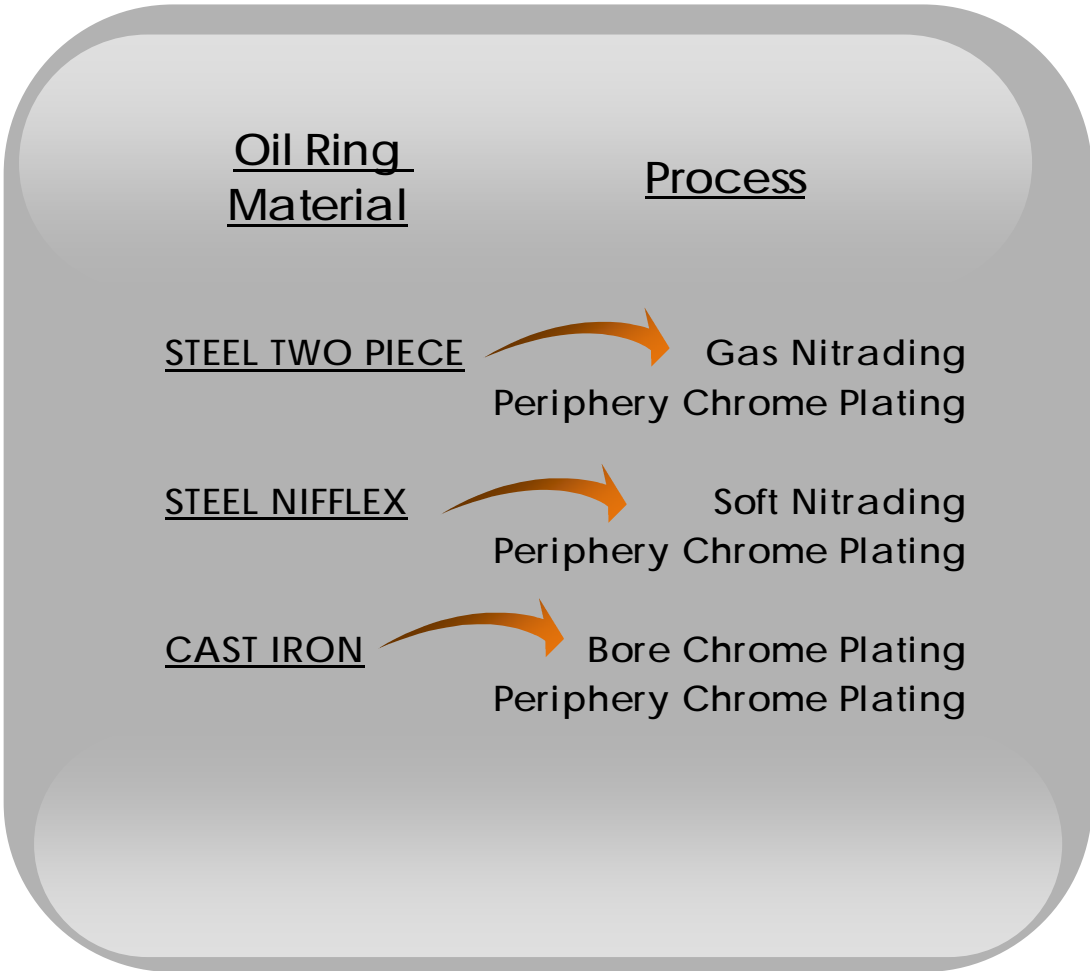 Oil Ring
Material
Process
STEEL TWO PIECE
Gas Nitrading
Periphery Chrome Plating
STEEL NIFFLEX
Soft Nitrading
Periphery Chrome Plating
CAST IRON
Bore Chrome Plating
Periphery Chrome Plating